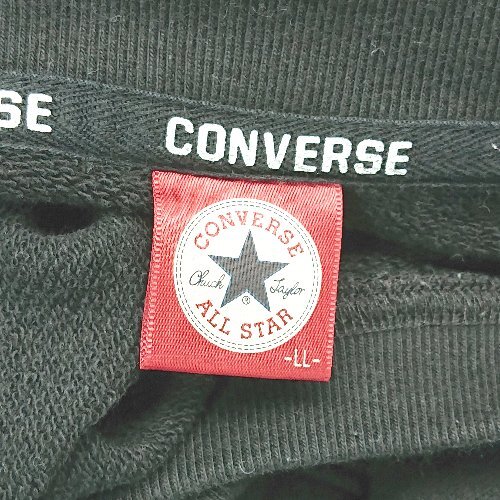 SE CONVERSE
CONVERSE
Chuck Taylor
®
ALL STAR
-LL-